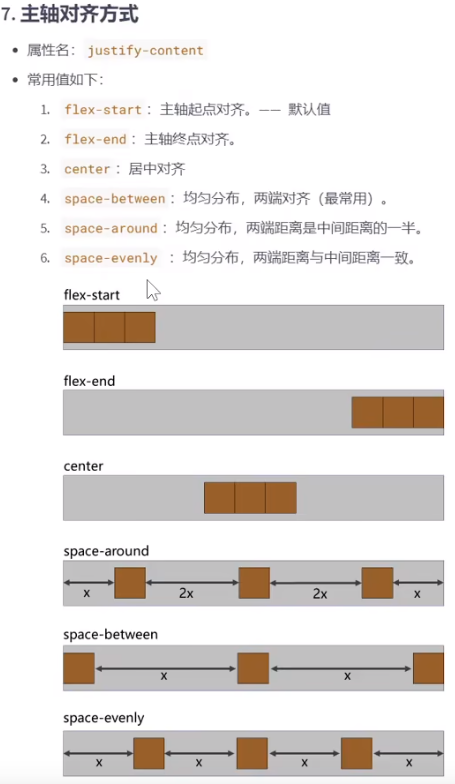 7. 主轴对齐方式
• 属性名： justify-content
• 常用值如下：
1. flex-start ：主轴起点对齐。—— 默认值
2. flex-end ：主轴终点对齐。
3. center ：居中对齐
4. space-between ：均匀分布，两端对齐（最常用）。
5. space-around ：均匀分布，两端距离是中间距离的一半。
6. space-evenly ：均匀分布，两端距离与中间距离一致。
flex-start
flex-end
center
space-around
x 2x 2x x
space-between
x x
space-evenly
x x x x